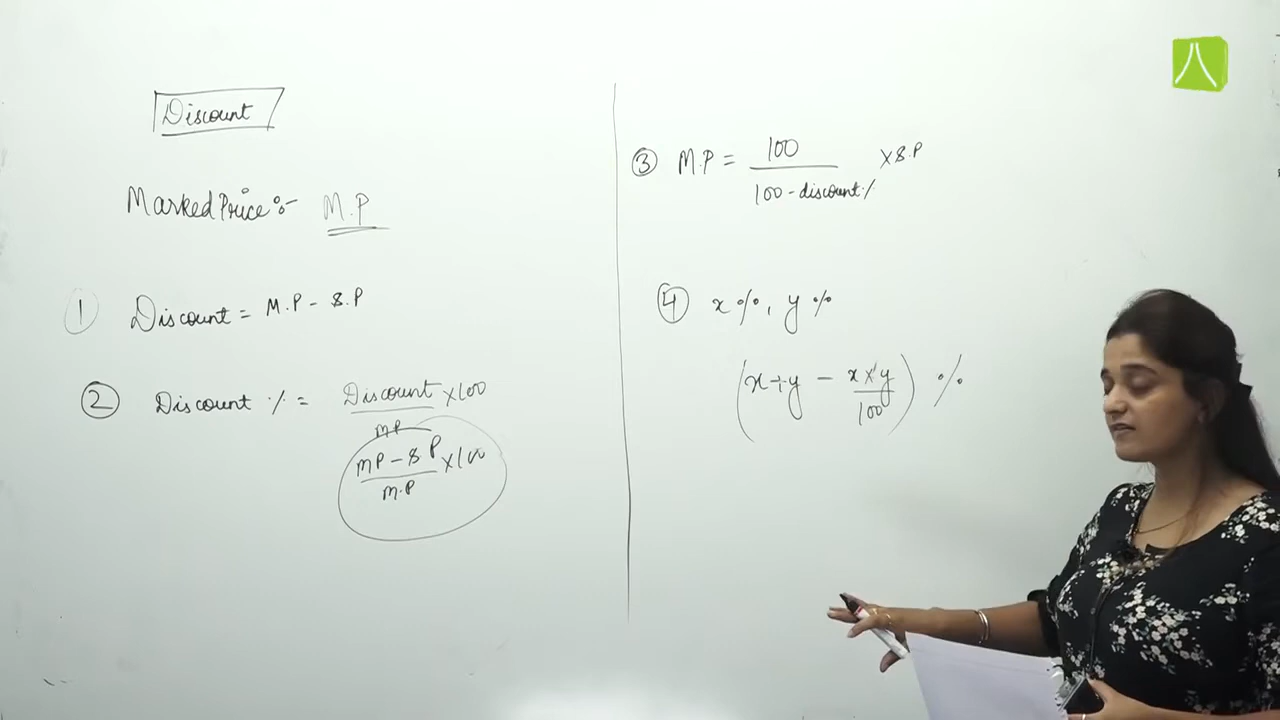 Discount
Marked Price :- M.P
① Discount = M.P - S.P
② Discount % = Discount/MP × 100
MP - S P/M.P × 100
③ M.P = 100/100 - discount % × S.P
④ x %, y %
(x + y - x × y/100) %